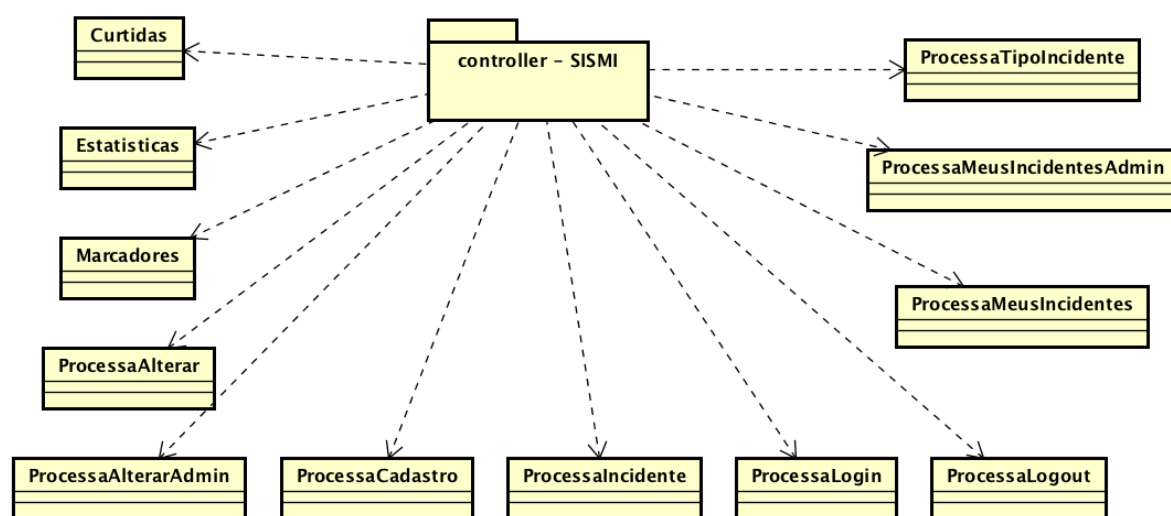 Curtidas
controller - SISMI
ProcessaTipoIncidente
Estatisticas
ProcessaMeusIncidentesAdmin
Marcadores
ProcessaMeusIncidentes
ProcessaAlterar
ProcessaAlterarAdmin
ProcessaCadastro
ProcessaIncidente
ProcessaLogin
ProcessaLogout